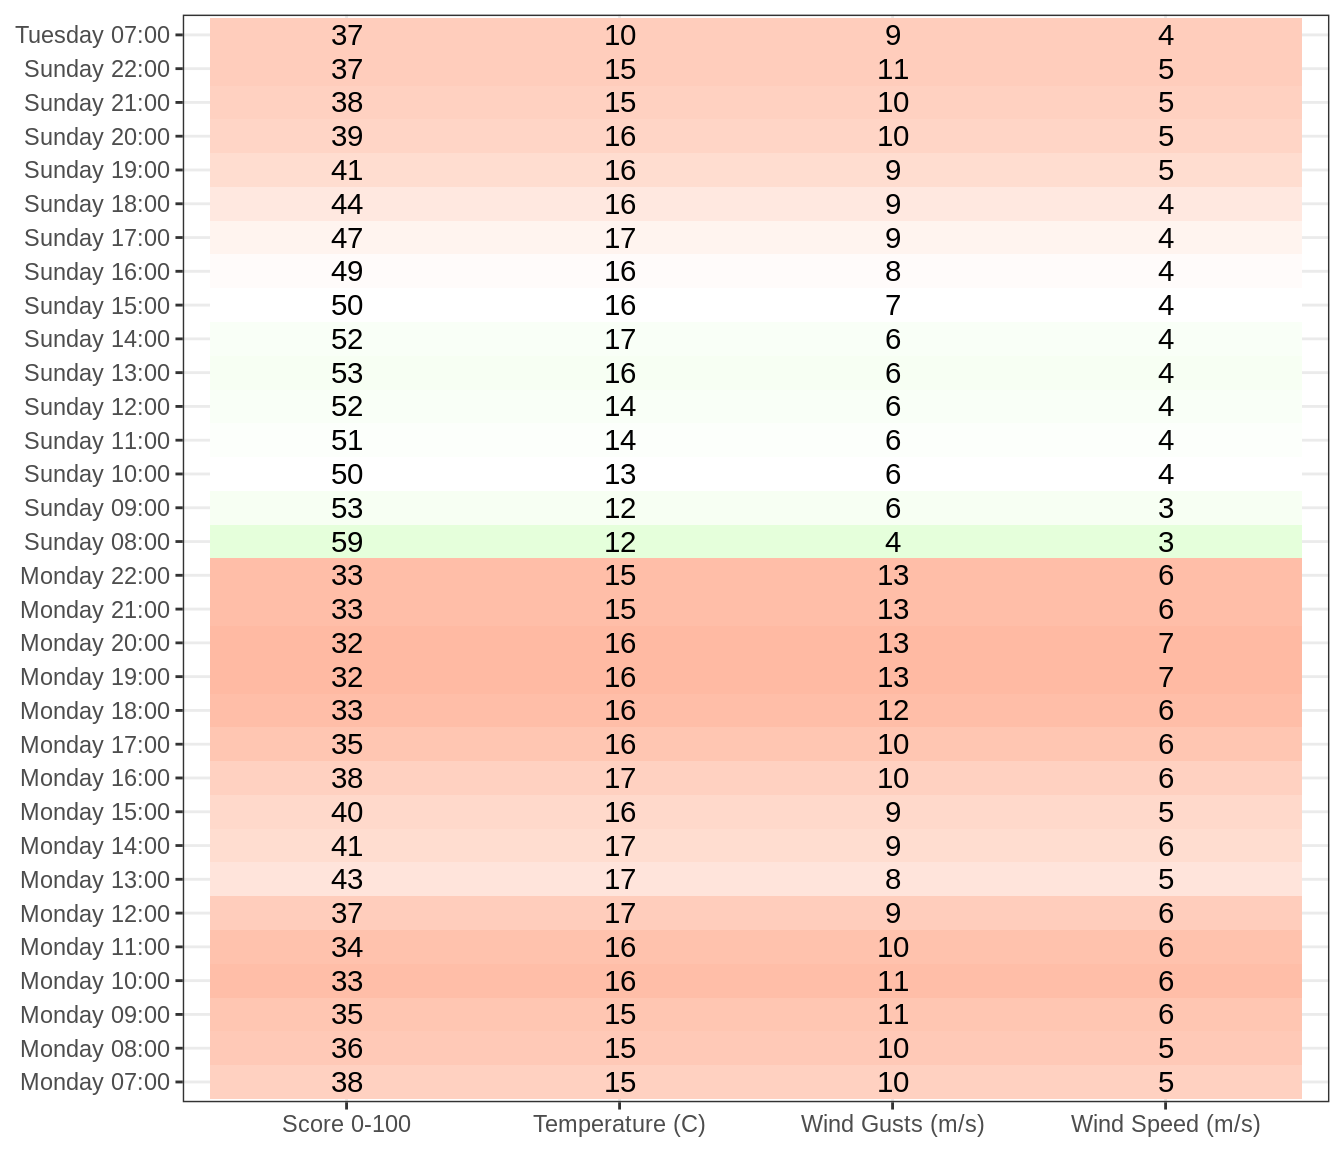 Tuesday 07:00 37 10 9 4
Sunday 22:00 37 15 11 5
Sunday 21:00 38 15 10 5
Sunday 20:00 39 16 10 5
Sunday 19:00 41 16 9 5
Sunday 18:00 44 16 9 4
Sunday 17:00 47 17 9 4
Sunday 16:00 49 16 8 4
Sunday 15:00 50 16 7 4
Sunday 14:00 52 17 6 4
Sunday 13:00 53 16 6 4
Sunday 12:00 52 14 6 4
Sunday 11:00 51 14 6 4
Sunday 10:00 50 13 6 4
Sunday 09:00 53 12 6 3
Sunday 08:00 59 12 4 3
Monday 22:00 33 15 13 6
Monday 21:00 33 15 13 6
Monday 20:00 32 16 13 7
Monday 19:00 32 16 13 7
Monday 18:00 33 16 12 6
Monday 17:00 35 16 10 6
Monday 16:00 38 17 10 6
Monday 15:00 40 16 9 5
Monday 14:00 41 17 9 6
Monday 13:00 43 17 8 5
Monday 12:00 37 17 9 6
Monday 11:00 34 16 10 6
Monday 10:00 33 16 11 6
Monday 09:00 35 15 11 6
Monday 08:00 36 15 10 5
Monday 07:00 38 15 10 5
Score 0-100 Temperature (C) Wind Gusts (m/s) Wind Speed (m/s)